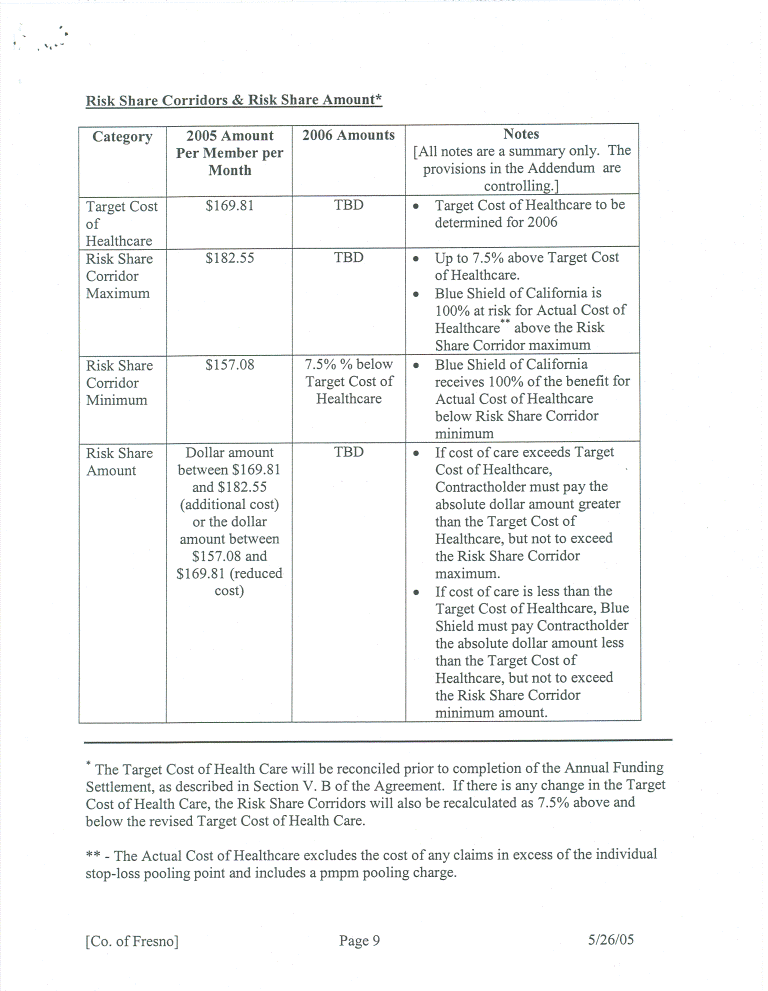 Risk Share Corridors & Risk Share Amount*
Category
2005 Amount
Per Member per
Month
2006 Amounts
Notes
[All notes are a summary only. The
provisions in the Addendum are
controlling.]
Target Cost
of
Healthcare
$169.81
TBD
• Target Cost of Healthcare to be
determined for 2006
Risk Share
Corridor
Maximum
$182.55
TBD
• Up to 7.5% above Target Cost
of Healthcare.
• Blue Shield of California is
100% at risk for Actual Cost of
Healthcare** above the Risk
Share Corridor maximum
Risk Share
Corridor
Minimum
$157.08
7.5% % below
Target Cost of
Healthcare
• Blue Shield of California
receives 100% of the benefit for
Actual Cost of Healthcare
below Risk Share Corridor
minimum
Risk Share
Amount
Dollar amount
between $169.81
and $182.55
(additional cost)
or the dollar
amount between
$157.08 and
$169.81 (reduced
cost)
TBD
• If cost of care exceeds Target
Cost of Healthcare,
Contractholder must pay the
absolute dollar amount greater
than the Target Cost of
Healthcare, but not to exceed
the Risk Share Corridor
maximum.
• If cost of care is less than the
Target Cost of Healthcare, Blue
Shield must pay Contractholder
the absolute dollar amount less
than the Target Cost of
Healthcare, but not to exceed
the Risk Share Corridor
minimum amount.
* The Target Cost of Health Care will be reconciled prior to completion of the Annual Funding
Settlement, as described in Section V. B of the Agreement. If there is any change in the Target
Cost of Health Care, the Risk Share Corridors will also be recalculated as 7.5% above and
below the revised Target Cost of Health Care.
** - The Actual Cost of Healthcare excludes the cost of any claims in excess of the individual
stop-loss pooling point and includes a pmpm pooling charge.
[Co. of Fresno] Page 9 5/26/05